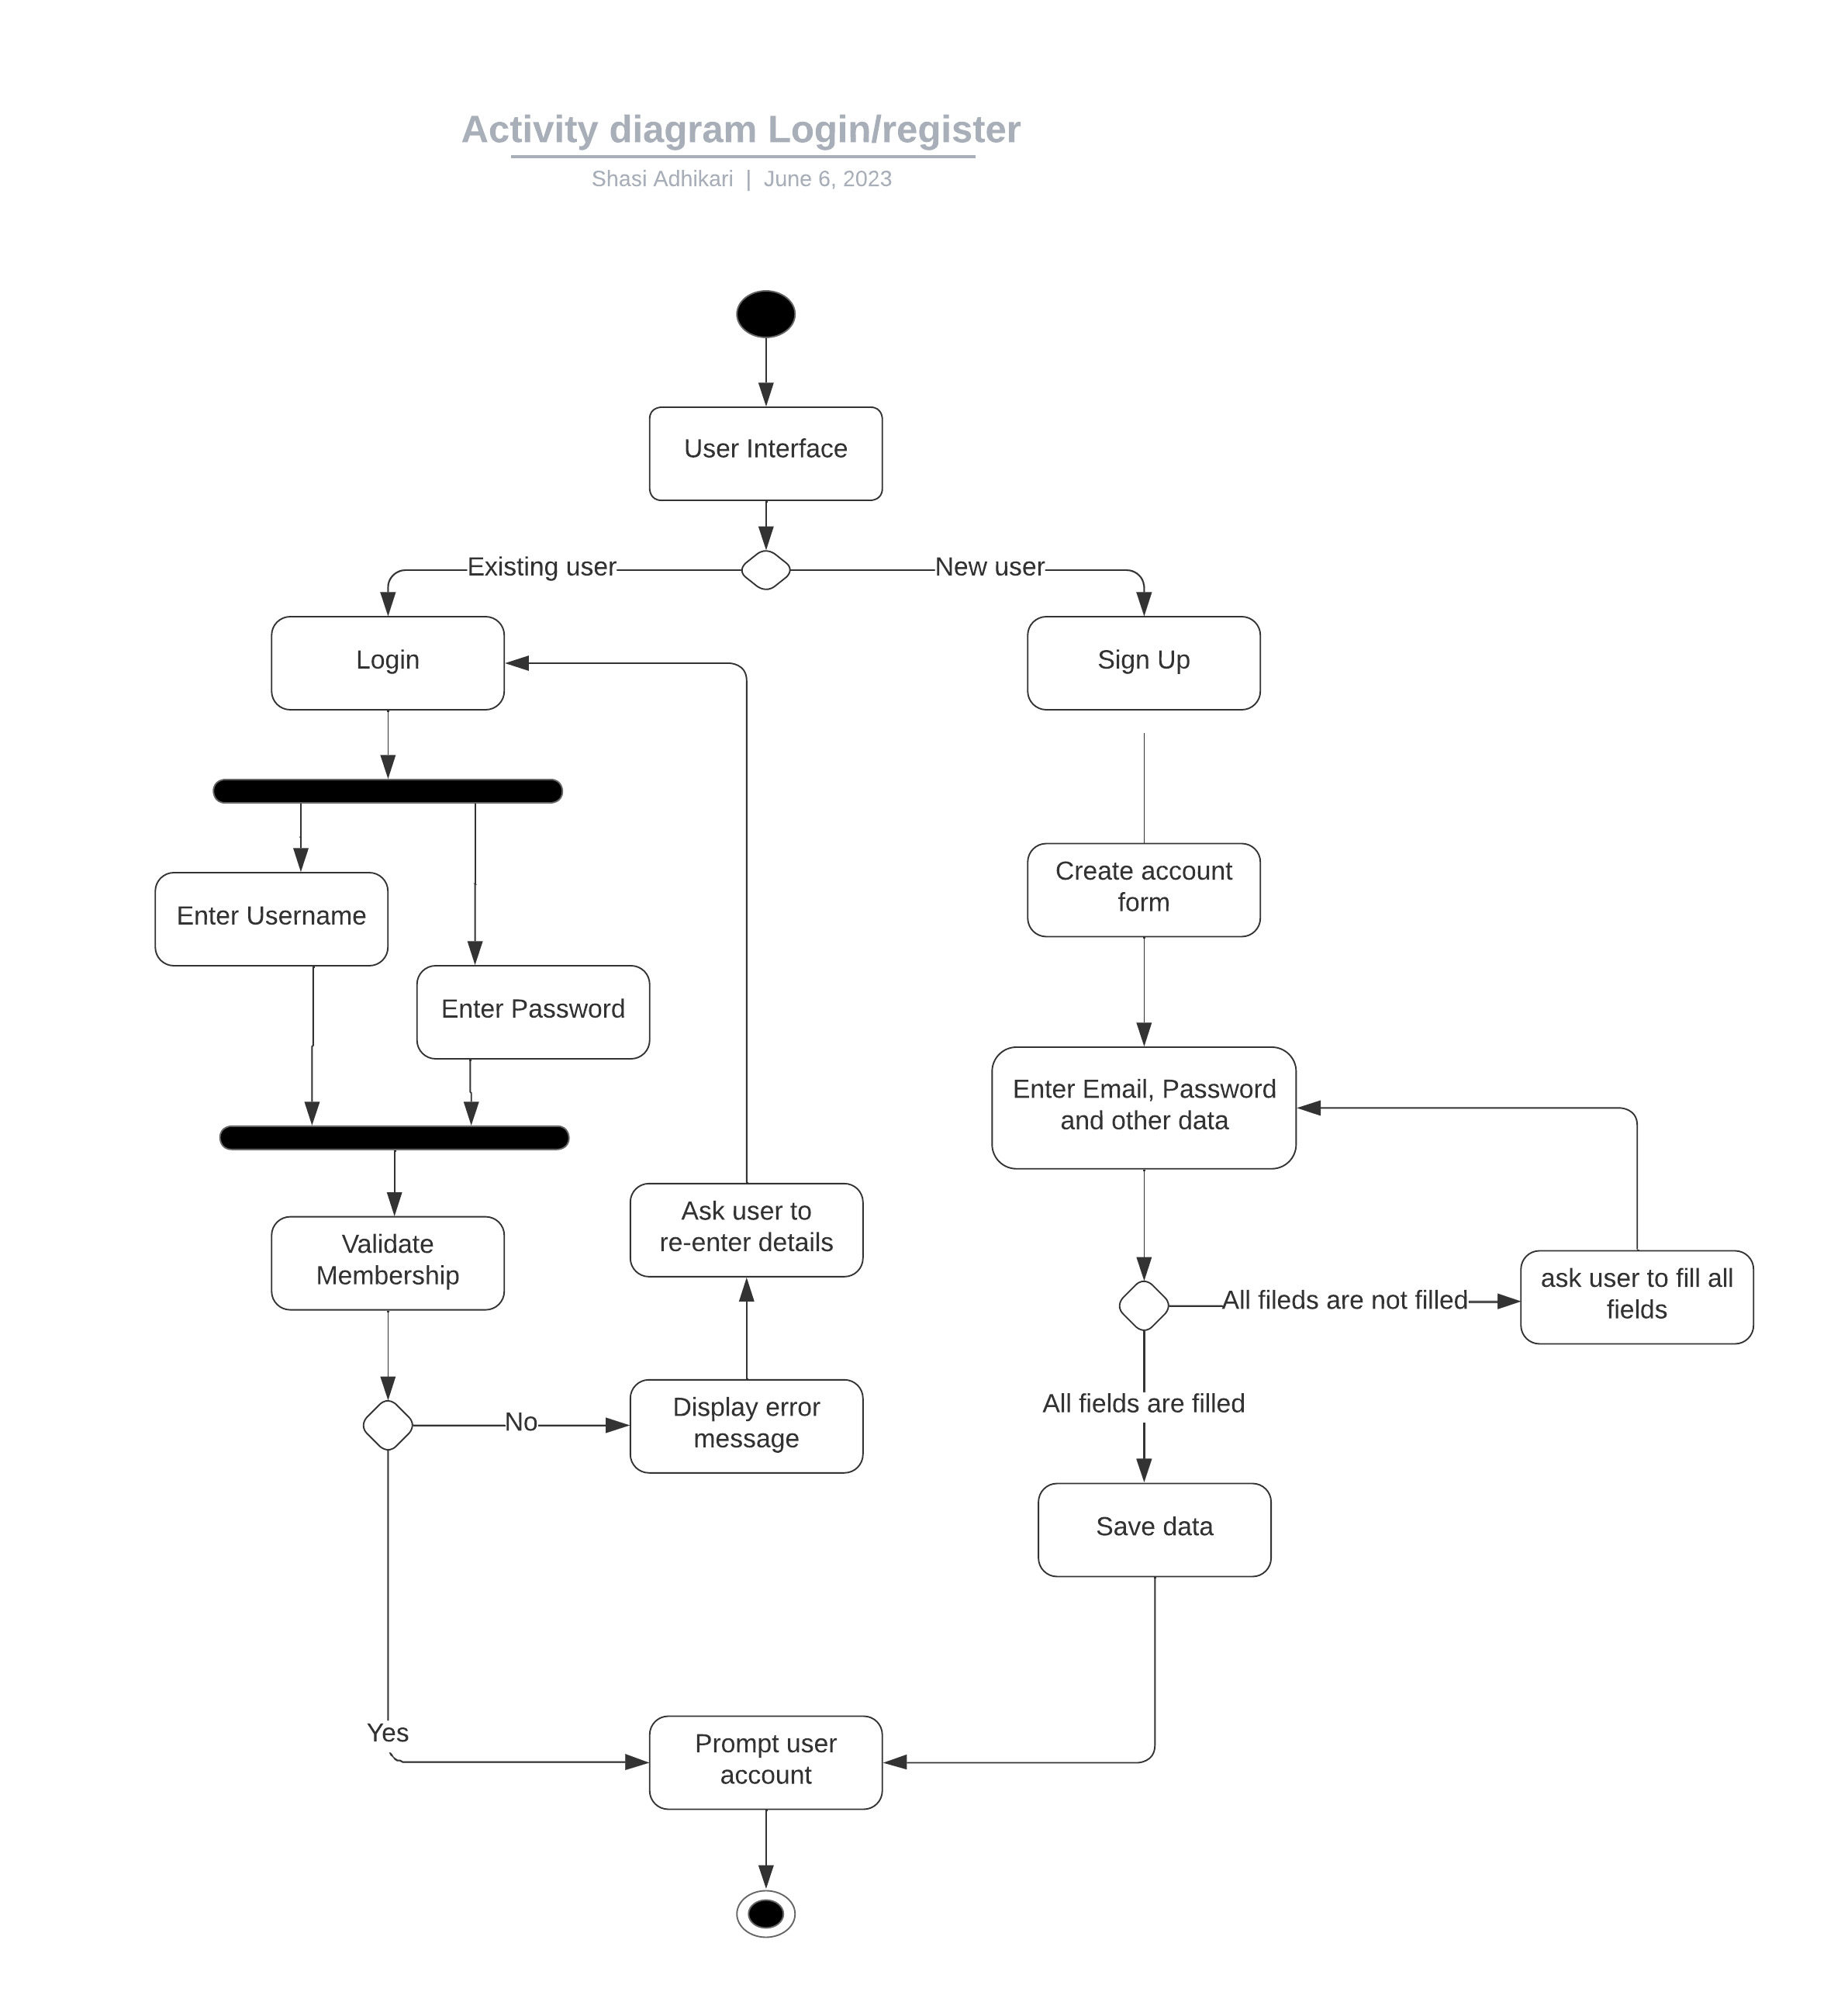 Activity diagram Login/register
Shasi Adhikari | June 6, 2023
User Interface
Existing user
New user
Login
Sign Up
Create account
form
Enter Username
Enter Password
Enter Email, Password
and other data
Ask user to
re-enter details
Validate
Membership
All fileds are not filled
ask user to fill all
fields
All fields are filled
No
Display error
message
Save data
Yes
Prompt user
account